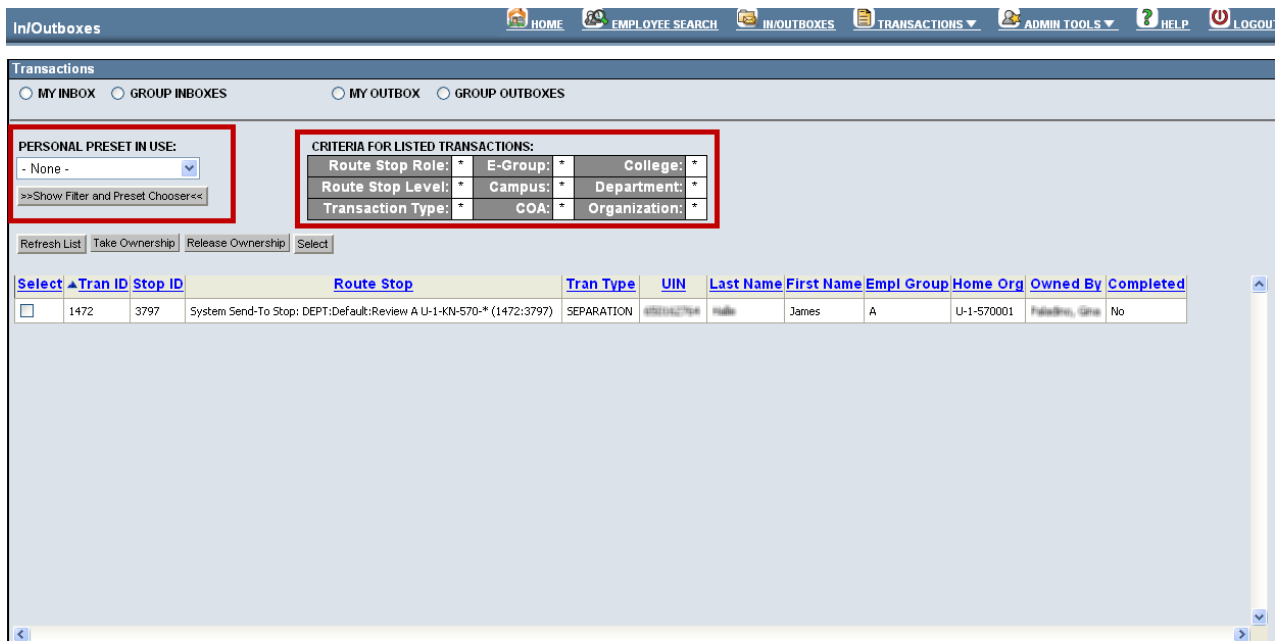 In/Outboxes HOME EMPLOYEE SEARCH IN/OUTBOXES TRANSACTIONS ADMIN TOOLS HELP LOGOUT
Transactions
MY INBOX GROUP INBOXES MY OUTBOX GROUP OUTBOXES
PERSONAL PRESET IN USE: CRITERIA FOR LISTED TRANSACTIONS:
- None - Route Stop Role: * E-Group: * College: *
>>Show Filter and Preset Chooser<< Route Stop Level: * Campus: * Department: *
Transaction Type: * COA: * Organization: *
Refresh List Take Ownership Release Ownership Select
Select Tran ID Stop ID Route Stop Tran Type UIN Last Name First Name Empl Group Home Org Owned By Completed
1472 3797 System Send-To Stop: DEPT:Default:Review A U-1-KN-570-* (1472:3797) SEPARATION James A U-1-570001 No